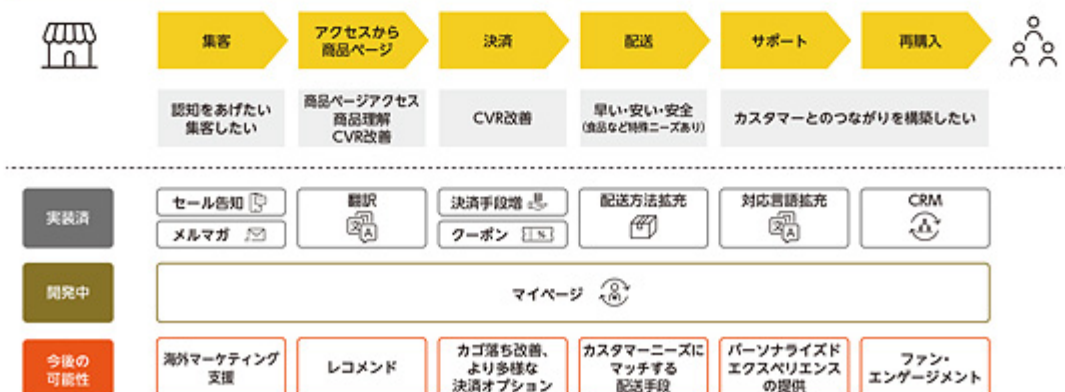 集客
アクセスから
商品ページ
決済
配送
サポート
再購入
認知をあげたい
集客したい
商品ページアクセス
商品理解
CVR改善
CVR改善
早い・安い・安全
(食品など特殊ニーズあり)
カスタマーとのつながりを構築したい
実装済
セール告知
メルマガ
翻訳
決済手段増
クーポン
配送方法拡充
対応言語拡充
CRM
開発中
マイページ
今後の
可能性
海外マーケティング
支援
レコメンド
カゴ落ち改善、
より多様な
決済オプション
カスタマーニーズに
マッチする
配送手段
パーソナライズド
エクスペリエンス
の提供
ファン・
エンゲージメント